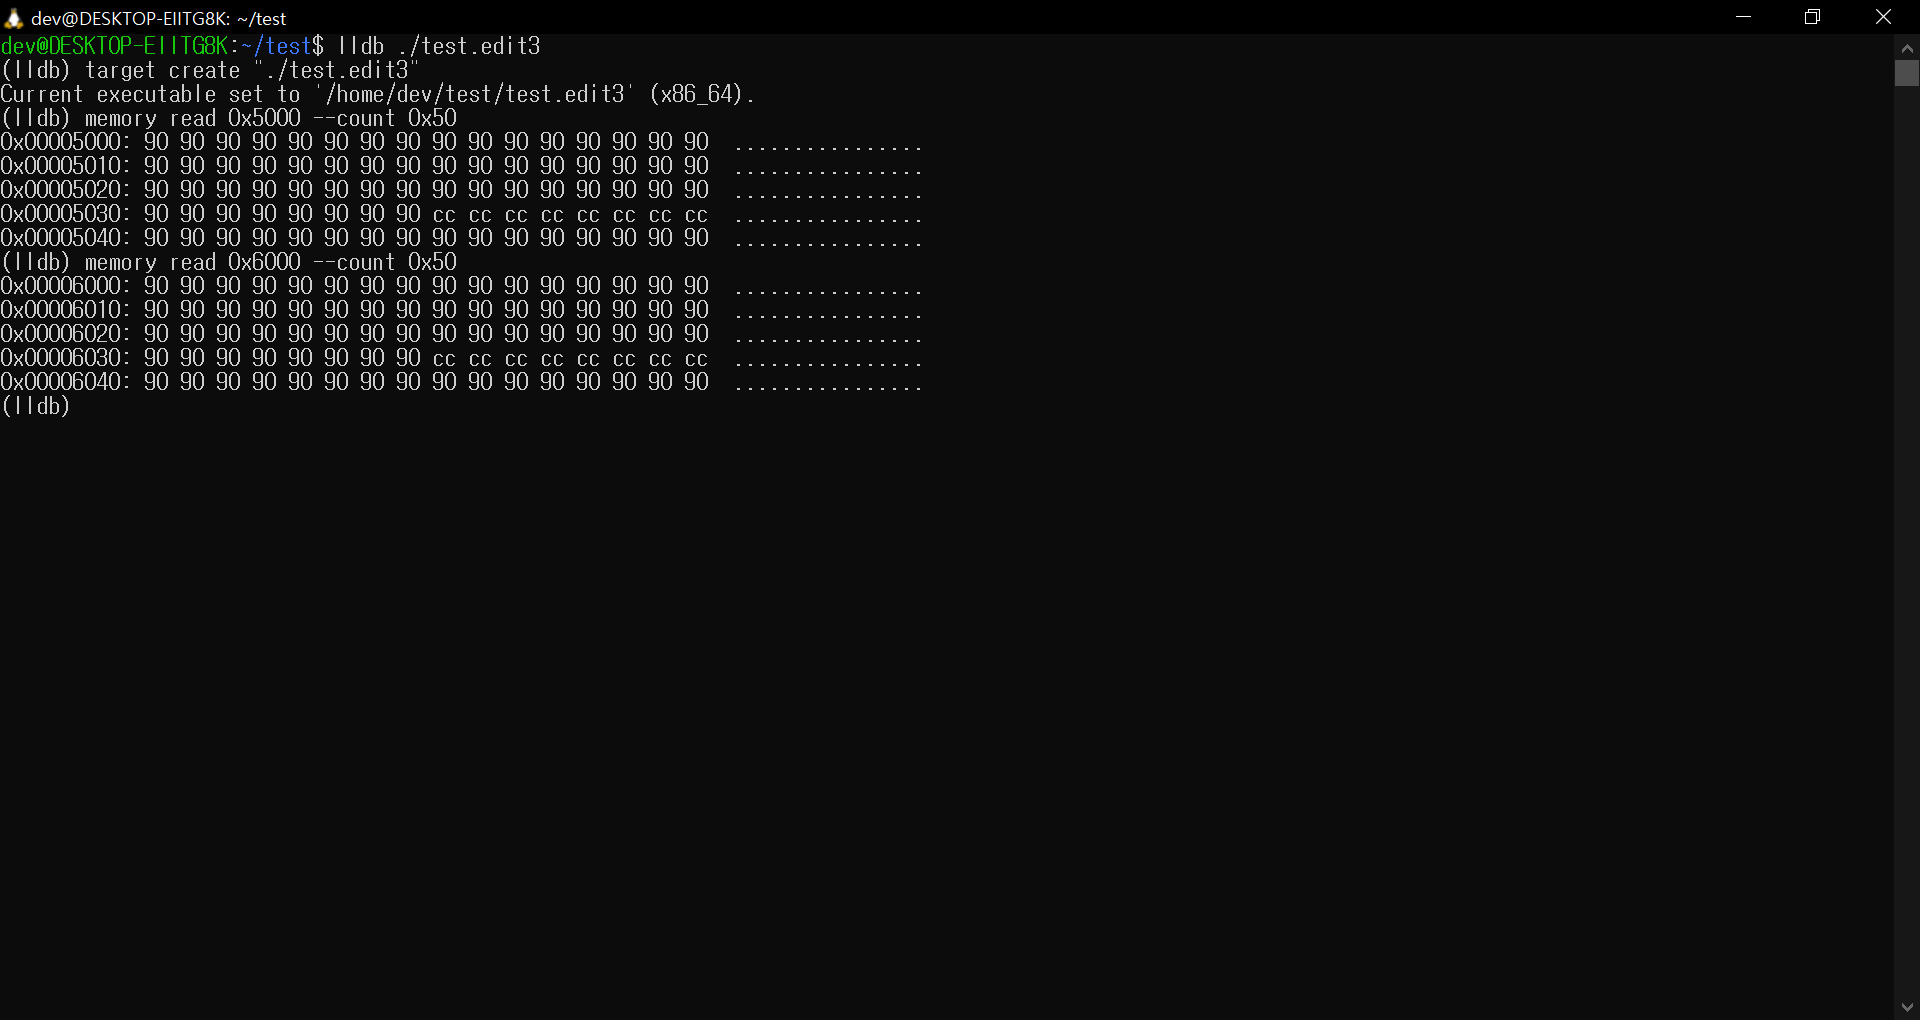 dev@DESKTOP-EIITG8K: ~/test
dev@DESKTOP-EIITG8K:~/test$ lldb ./test.edit3
(lldb) target create "./test.edit3"
Current executable set to '/home/dev/test/test.edit3' (x86_64).
(lldb) memory read 0x5000 --count 0x50
0x00005000: 90 90 90 90 90 90 90 90 90 90 90 90 90 90 90 90  ................
0x00005010: 90 90 90 90 90 90 90 90 90 90 90 90 90 90 90 90  ................
0x00005020: 90 90 90 90 90 90 90 90 90 90 90 90 90 90 90 90  ................
0x00005030: 90 90 90 90 90 90 90 90 cc cc cc cc cc cc cc cc  ................
0x00005040: 90 90 90 90 90 90 90 90 90 90 90 90 90 90 90 90  ................
(lldb) memory read 0x6000 --count 0x50
0x00006000: 90 90 90 90 90 90 90 90 90 90 90 90 90 90 90 90  ................
0x00006010: 90 90 90 90 90 90 90 90 90 90 90 90 90 90 90 90  ................
0x00006020: 90 90 90 90 90 90 90 90 90 90 90 90 90 90 90 90  ................
0x00006030: 90 90 90 90 90 90 90 90 cc cc cc cc cc cc cc cc  ................
0x00006040: 90 90 90 90 90 90 90 90 90 90 90 90 90 90 90 90  ................
(lldb)